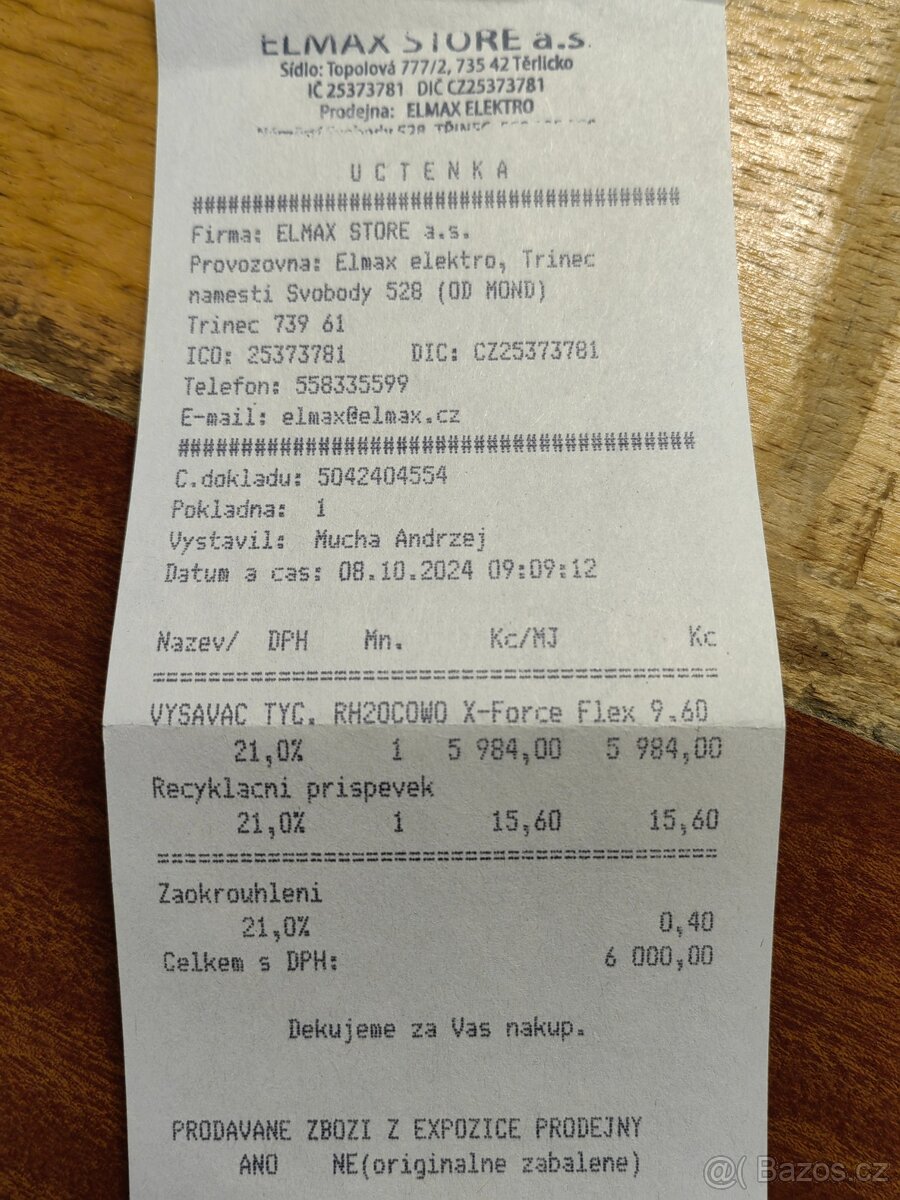 ELMAX STORE a.s.
Sídlo: Topolová 777/2, 735 42 Těrlicko
IČ 25373781 DIČ CZ25373781
Prodejna: ELMAX ELEKTRO
Svobody 528, TŘINEC
UCTENKA
########################################
Firma: ELMAX STORE a.s.
Provozovna: Elmax elektro, Trinec
namesti Svobody 528 (OD MOND)
Trinec 739 61
ICO: 25373781 DIC: CZ25373781
Telefon: 558335599
E-mail: elmax@elmax.cz
########################################
C.dokladu: 5042404554
Pokladna: 1
Vystavil: Mucha Andrzej
Datum a cas: 08.10.2024 09:09:12
Nazev/ DPH Mn. Kc/MJ Kc
========================================
VYSAVAC TYC. RH20C0WO X-Force Flex 9.60
21,0% 1 5 984,00 5 984,00
Recyklacni prispevek
21,0% 1 15,60 15,60
========================================
Zaokrouhleni
21,0% 0,40
Celkem s DPH: 6 000,00
Dekujeme za Vas nakup.
PRODAVANE ZBOZI Z EXPOZICE PRODEJNY
ANO NE(originalne zabalene)
@( Bazos.cz